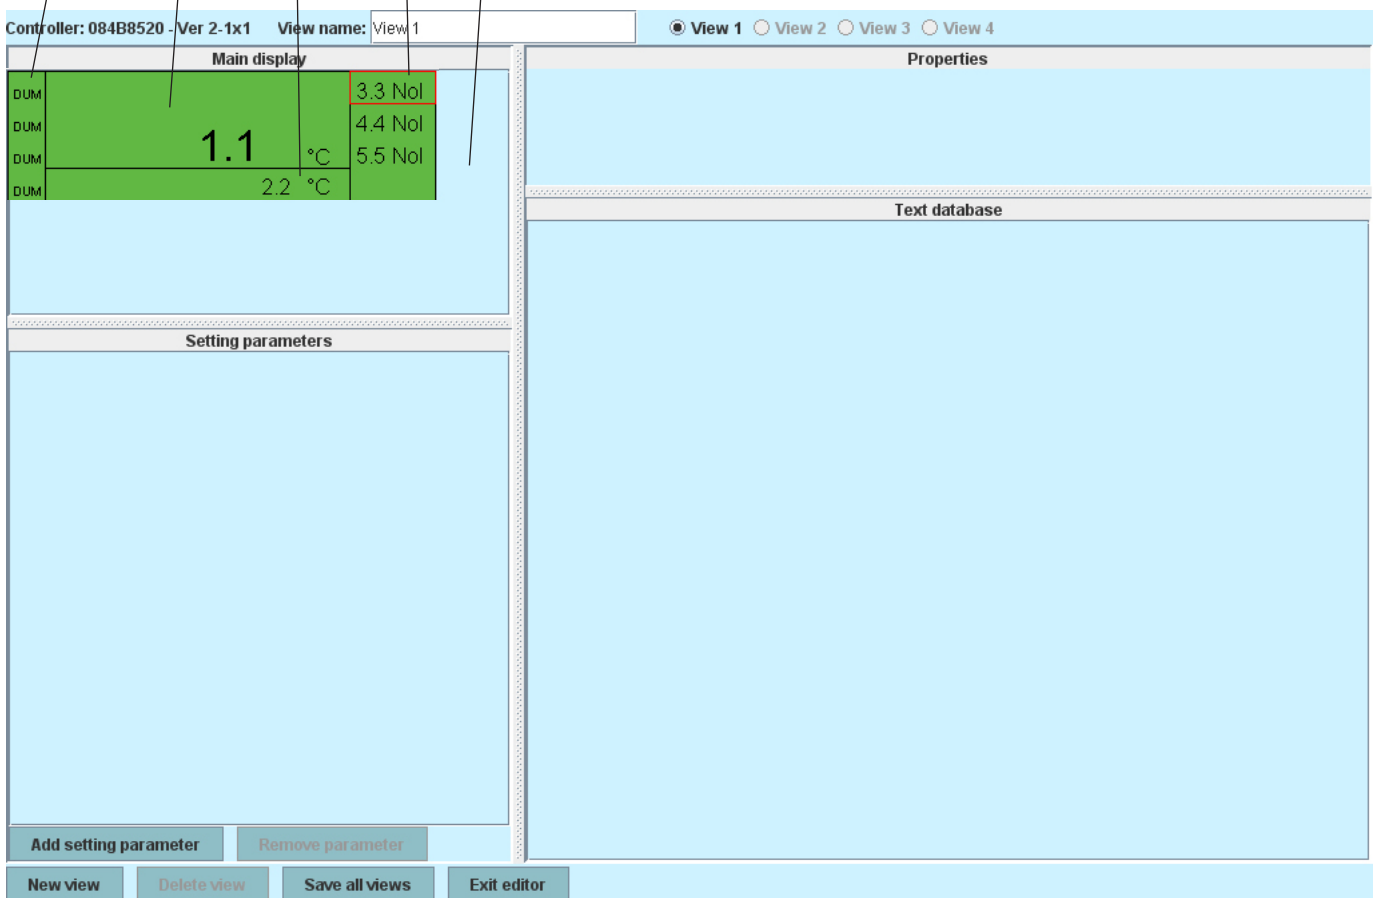 Controller: 084B8520 - Ver 2-1x1 View name: View 1 View 1 View 2 View 3 View 4
Main display
Properties
DUM 3.3 Nol
DUM 4.4 Nol
1.1 °C
DUM 5.5 Nol
DUM 2.2 °C
Text database
Setting parameters
Add setting parameter Remove parameter
New view Delete view Save all views Exit editor